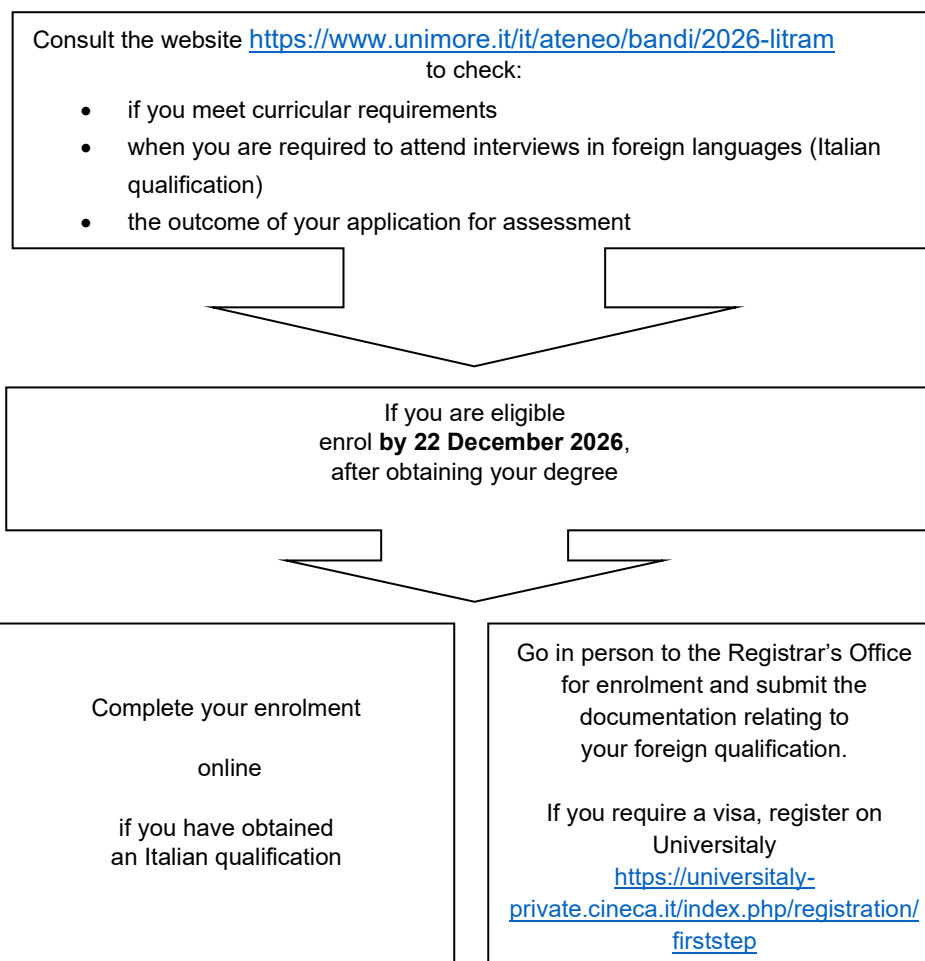 Consult the website https://www.unimore.it/it/ateneo/bandi/2026-litram
to check:
• if you meet curricular requirements
• when you are required to attend interviews in foreign languages (Italian
qualification)
• the outcome of your application for assessment
If you are eligible
enrol by 22 December 2026,
after obtaining your degree
Complete your enrolment
online
if you have obtained
an Italian qualification
Go in person to the Registrar’s Office
for enrolment and submit the
documentation relating to
your foreign qualification.
If you require a visa, register on
Universitaly
https://universitaly-
private.cineca.it/index.php/registration/
firststep